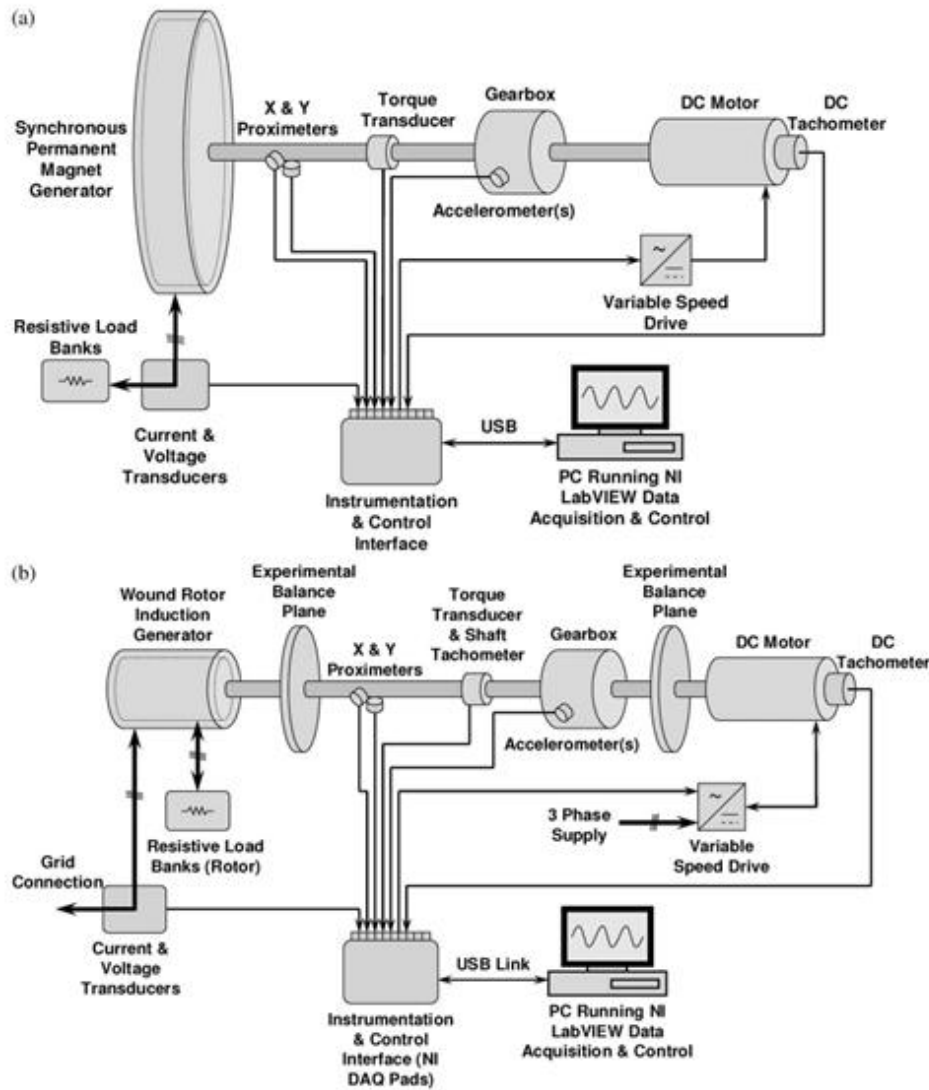 (a)
X & Y
Proximeters
Torque
Transducer
Gearbox
DC Motor
DC
Tachometer
Synchronous
Permanent
Magnet
Generator
Accelerometer(s)
Variable Speed
Drive
Resistive Load
Banks
Current &
Voltage
Transducers
USB
Instrumentation
& Control
Interface
PC Running NI
LabVIEW Data
Acquisition & Control
(b)
Wound Rotor
Induction
Generator
Experimental
Balance
Plane
X & Y
Proximeters
Torque
Transducer
& Shaft
Tachometer
Gearbox
Experimental
Balance
Plane
DC Motor
DC
Tachometer
Accelerometer(s)
3 Phase
Supply
Variable
Speed Drive
Resistive Load
Banks (Rotor)
Grid
Connection
Current &
Voltage
Transducers
USB Link
Instrumentation
& Control
Interface (NI
DAQ Pads)
PC Running NI
LabVIEW Data
Acquisition & Control